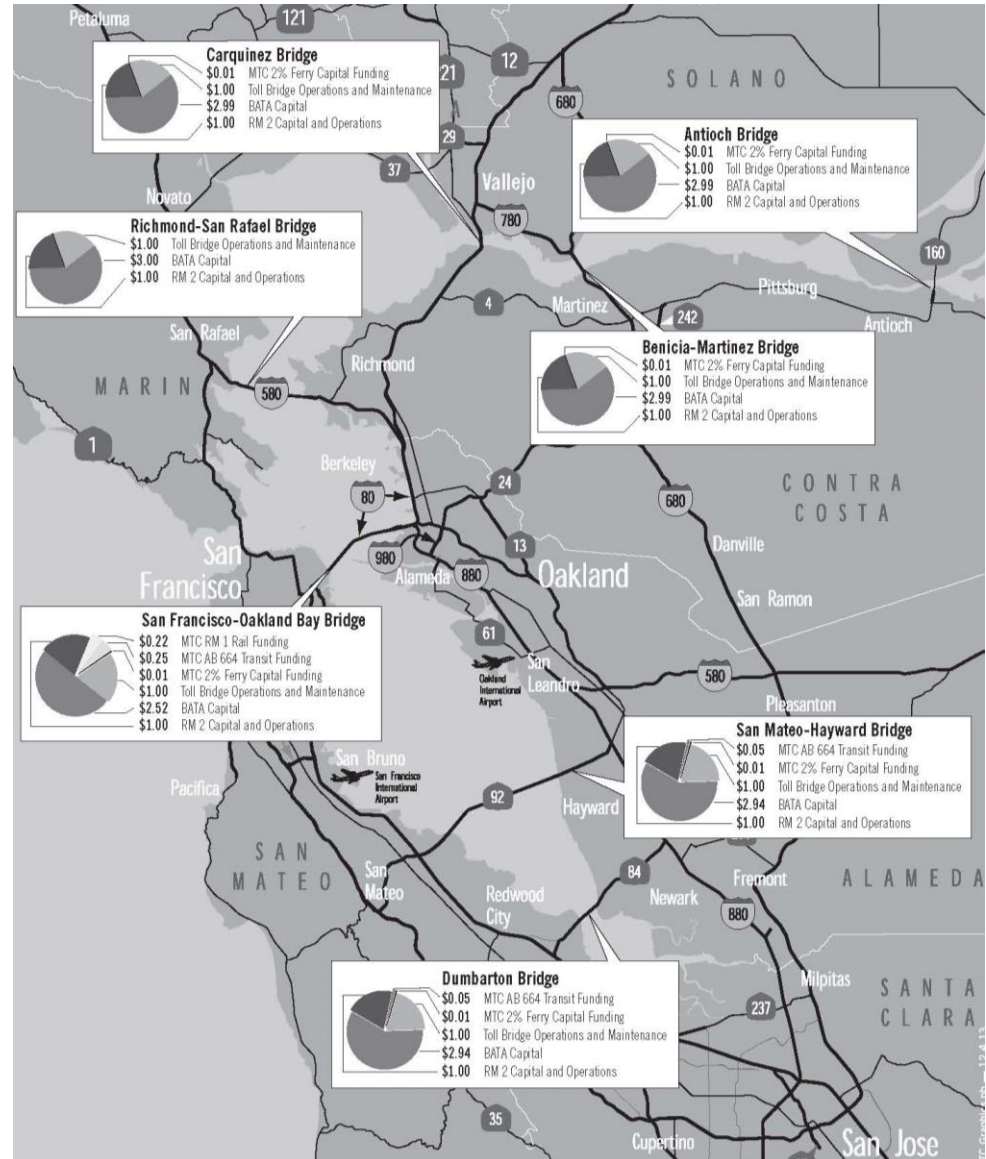 Petaluma
121
12
21
29
37
680
SOLANO
Carquinez Bridge
$0.01 MTC 2% Ferry Capital Funding
$1.00 Toll Bridge Operations and Maintenance
$2.99 BATA Capital
$1.00 RM 2 Capital and Operations
Antioch Bridge
$0.01 MTC 2% Ferry Capital Funding
$1.00 Toll Bridge Operations and Maintenance
$2.99 BATA Capital
$1.00 RM 2 Capital and Operations
Novato
Vallejo
780
160
Richmond-San Rafael Bridge
$1.00 Toll Bridge Operations and Maintenance
$3.00 BATA Capital
$1.00 RM 2 Capital and Operations
4
Martinez
Pittsburg
242
Antioch
San Rafael
Richmond
Benicia-Martinez Bridge
$0.01 MTC 2% Ferry Capital Funding
$1.00 Toll Bridge Operations and Maintenance
$2.99 BATA Capital
$1.00 RM 2 Capital and Operations
MARIN
580
1
Berkeley
80
24
680
CONTRA
COSTA
13
980
Danville
San
Francisco
Alameda
880
Oakland
San Ramon
San Francisco-Oakland Bay Bridge
$0.22 MTC RM 1 Rail Funding
$0.25 MTC AB 664 Transit Funding
$0.01 MTC 2% Ferry Capital Funding
$1.00 Toll Bridge Operations and Maintenance
$2.52 BATA Capital
$1.00 RM 2 Capital and Operations
61
Oakland
International
Airport
San
Leandro
580
Pleasanton
San Mateo-Hayward Bridge
$0.05 MTC AB 664 Transit Funding
$0.01 MTC 2% Ferry Capital Funding
$1.00 Toll Bridge Operations and Maintenance
$2.94 BATA Capital
$1.00 RM 2 Capital and Operations
San Bruno
San Francisco
International
Airport
Pacifica
92
Hayward
SAN
MATEO
San
Mateo
Redwood
City
84
Newark
Fremont
ALAMEDA
880
Dumbarton Bridge
$0.05 MTC AB 664 Transit Funding
$0.01 MTC 2% Ferry Capital Funding
$1.00 Toll Bridge Operations and Maintenance
$2.94 BATA Capital
$1.00 RM 2 Capital and Operations
Milpitas
237
SANTA
CLARA
35
Cupertino
San Jose